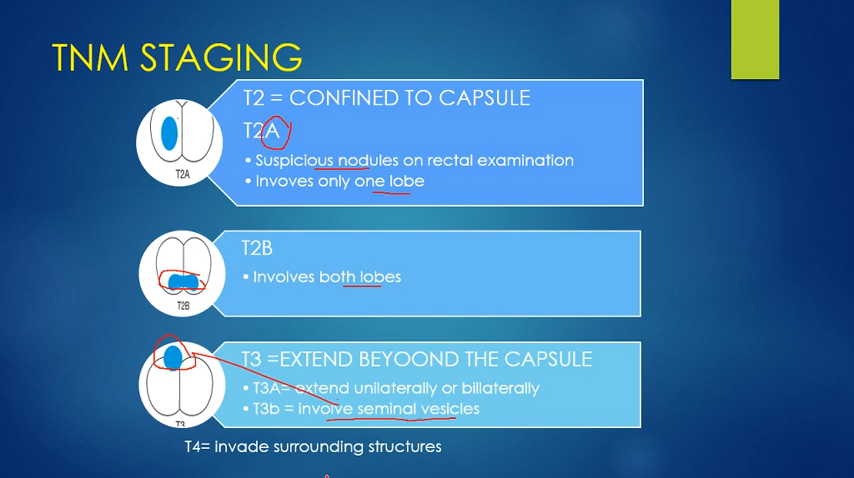 TNM STAGING
T2 = CONFINED TO CAPSULE
T2A
• Suspicious nodules on rectal examination
• Invoves only one lobe
T2A
T2B
• Involves both lobes
T2B
T3 =EXTEND BEYOOND THE CAPSULE
• T3A= extend unilaterally or billaterally
• T3b = involve seminal vesicles
T3
T4= invade surrounding structures